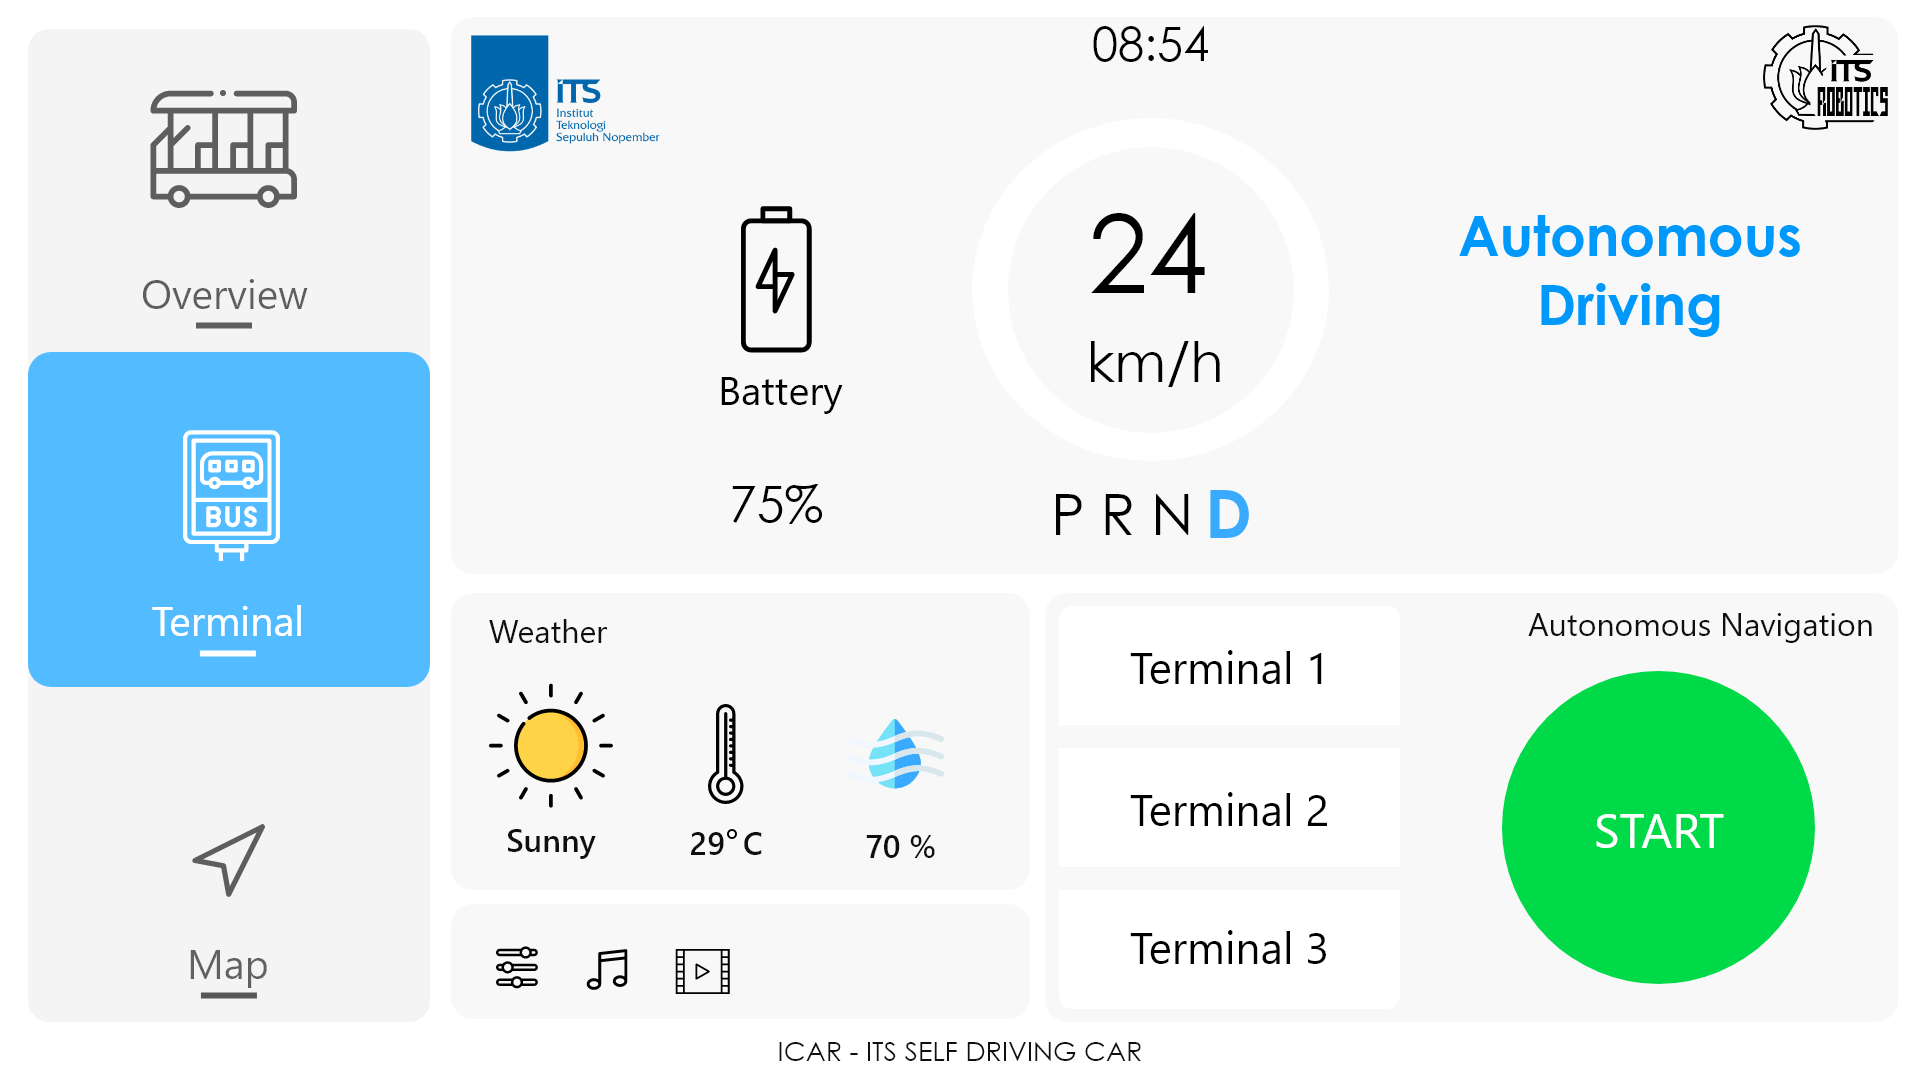 Overview
BUS
Terminal
Map
ITS
Institut
Teknologi
Sepuluh Nopember
08:54
iTS
ROBOTICS
Battery
75%
24
km/h
P R N D
Autonomous
Driving
Weather
Sunny
29° C
70 %
Terminal 1
Terminal 2
Terminal 3
Autonomous Navigation
START
ICAR - ITS SELF DRIVING CAR